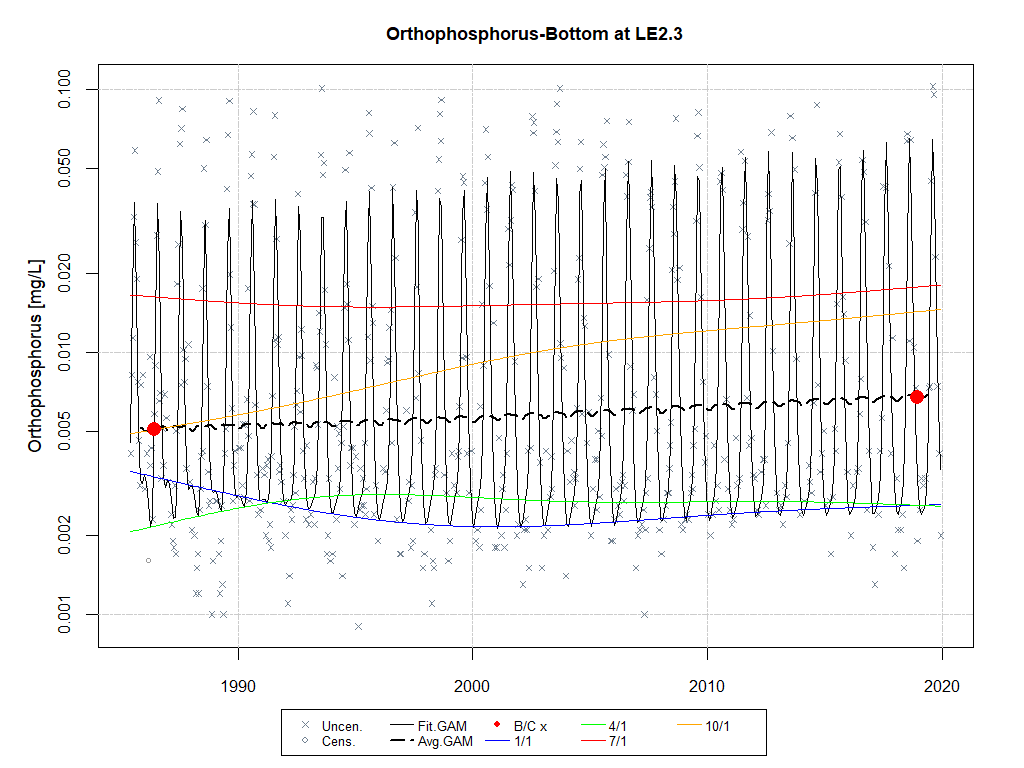 Orthophosphorus-Bottom at LE2.3
Orthophosphorus [mg/L]
0.100
0.050
0.020
0.010
0.005
0.002
0.001
1990 2000 2010 2020
Uncen. Fit.GAM B/C x 4/1 10/1
Cens. Avg.GAM 1/1 7/1